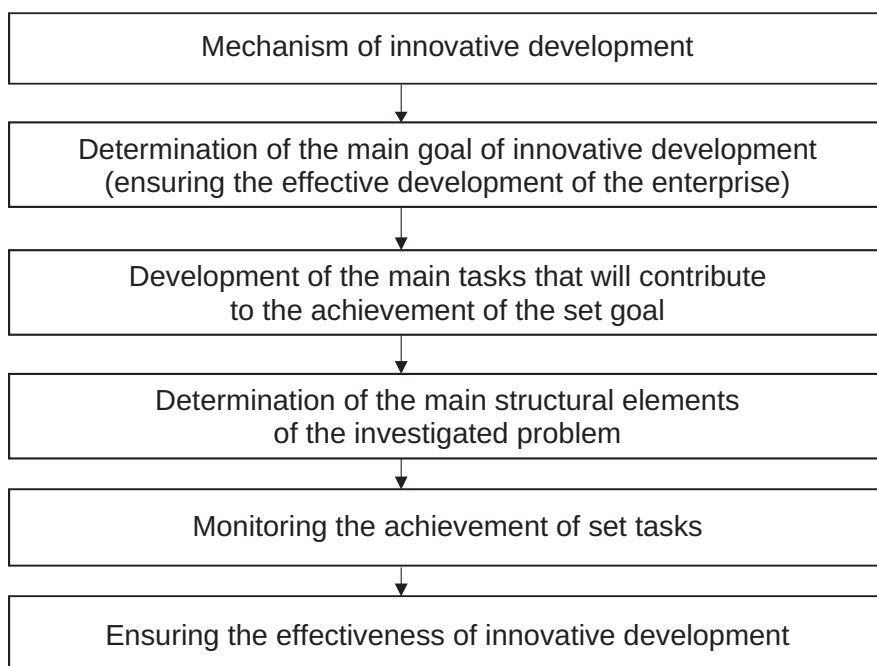 Mechanism of innovative development
Determination of the main goal of innovative development
(ensuring the effective development of the enterprise)
Development of the main tasks that will contribute
to the achievement of the set goal
Determination of the main structural elements
of the investigated problem
Monitoring the achievement of set tasks
Ensuring the effectiveness of innovative development